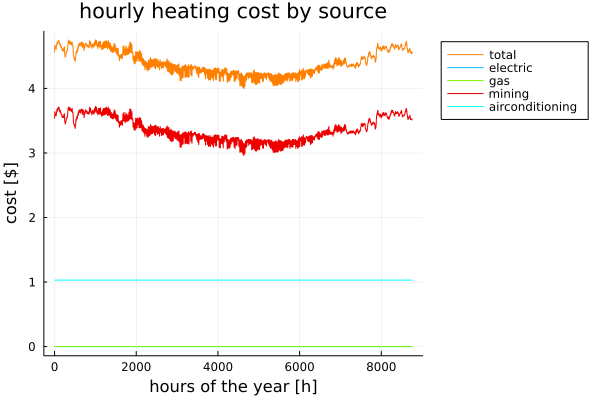 hourly heating cost by source
total
electric
gas
mining
airconditioning
cost [$]
4
3
2
1
0
0 2000 4000 6000 8000
hours of the year [h]